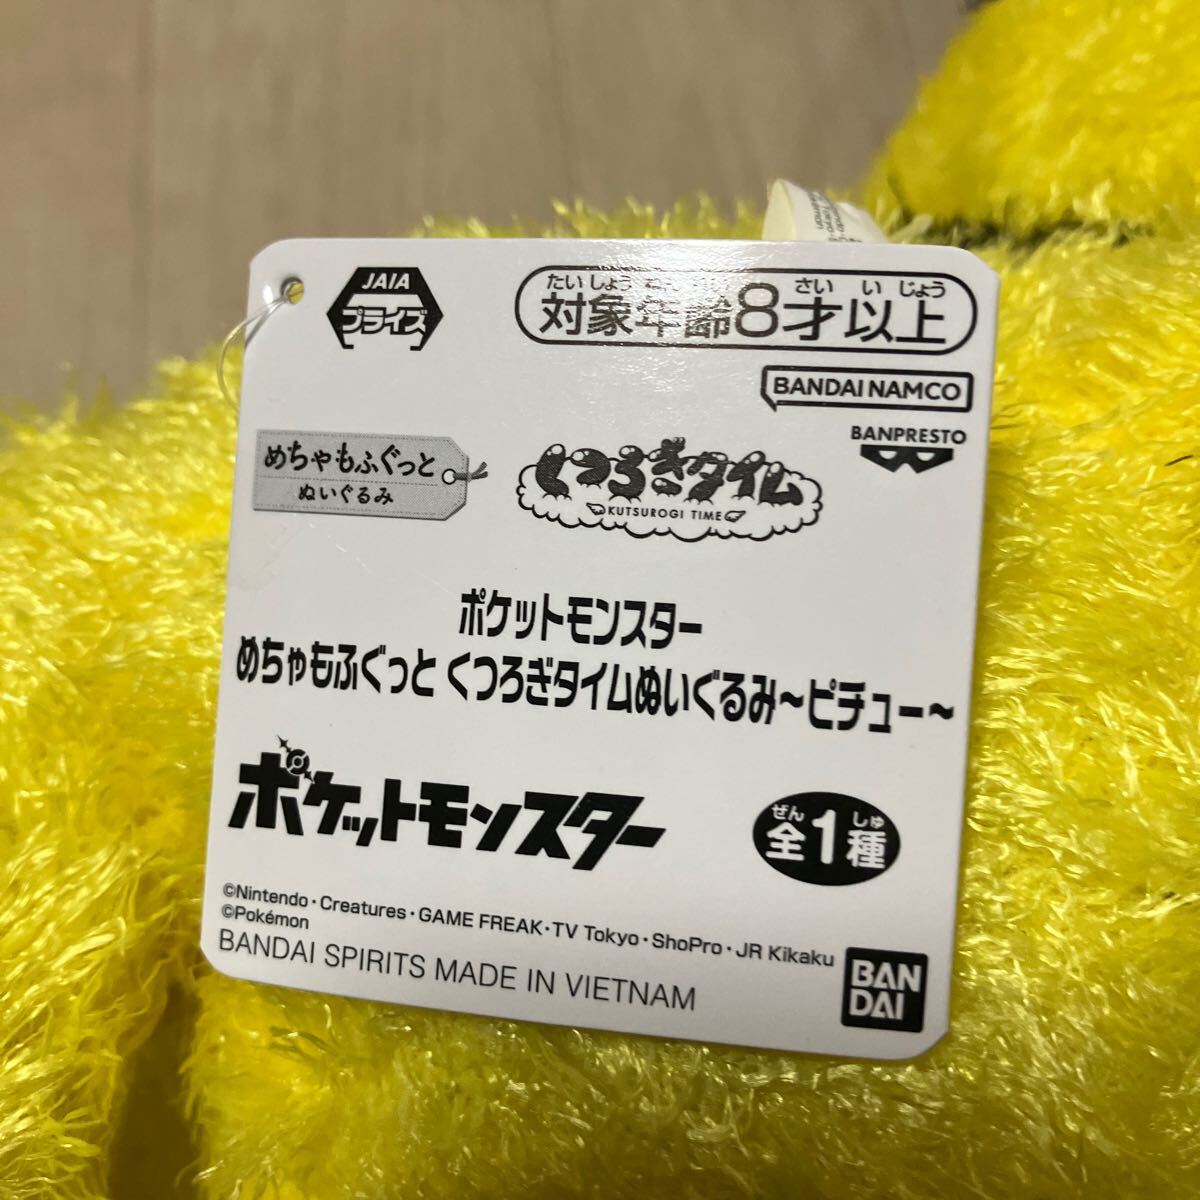 JAIA
プライズ
たいしょう ねんれい さい いじょう
対象年齢8才以上
BANDAI NAMCO
BANPRESTO
めちゃもふぐっと
ぬいぐるみ
くつろぎタイム
KUTSUROGI TIME
ポケットモンスター
めちゃもふぐっと くつろぎタイムぬいぐるみ〜ピチュー〜
ポケットモンスター
ぜん しゅ
全1種
©Nintendo・Creatures・GAME FREAK・TV Tokyo・ShoPro・JR Kikaku
©Pokémon
BANDAI SPIRITS MADE IN VIETNAM
BAN
DAI